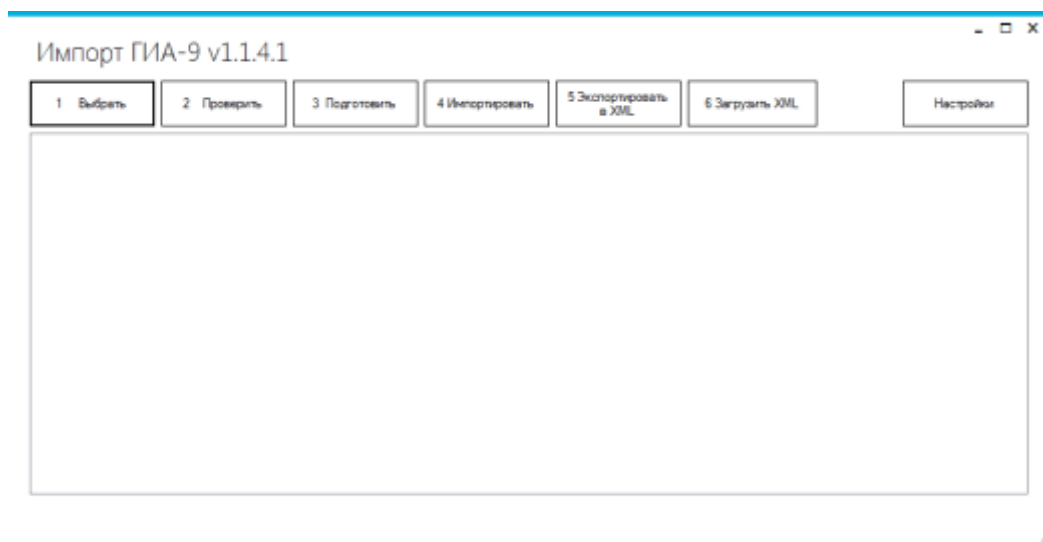 Импорт ГИА-9 v1.1.4.1
1 Выбрать
2 Проверить
3 Подготовить
4 Импортировать
5 Экспортировать
в XML
6 Загрузить XML
Настройки